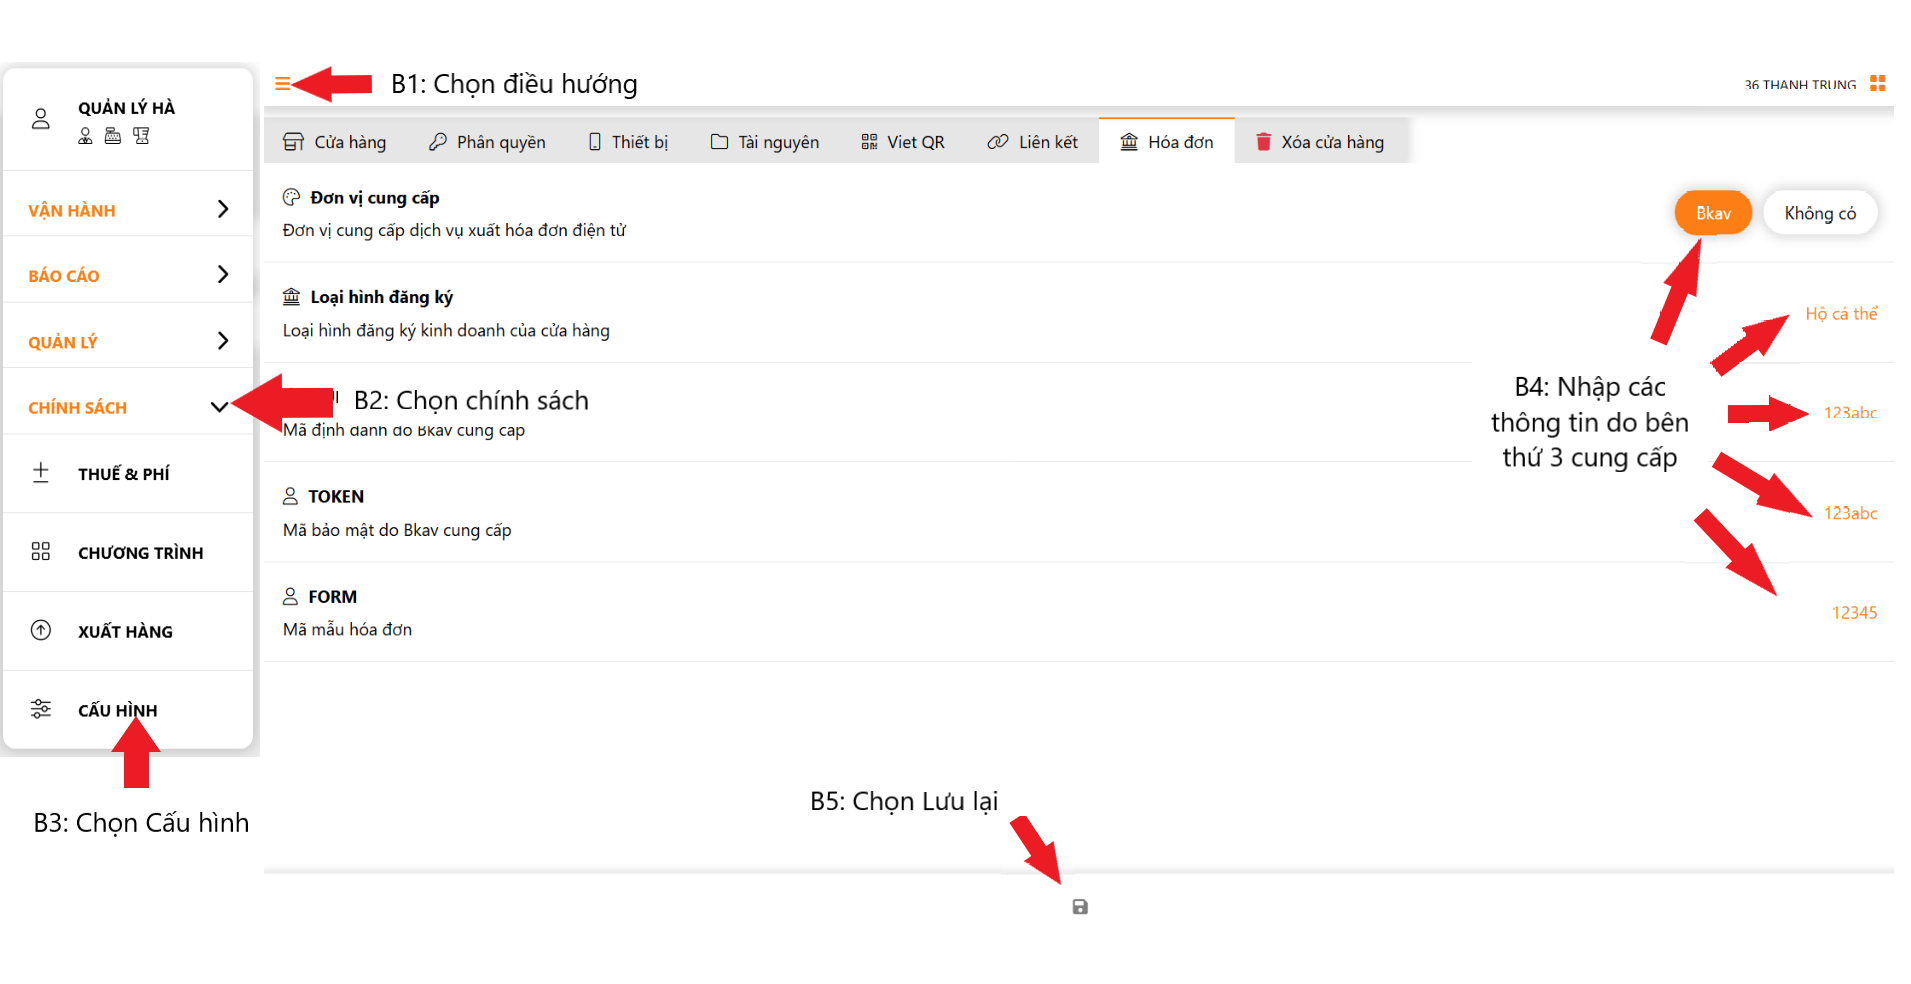 B1: Chọn điều hướng
36 THANH TRUNG
QUẢN LÝ HÀ
VẬN HÀNH
BÁO CÁO
QUẢN LÝ
CHÍNH SÁCH
THUẾ & PHÍ
CHƯƠNG TRÌNH
XUẤT HÀNG
CẤU HÌNH
B3: Chọn Cấu hình
Cửa hàng
Phân quyền
Thiết bị
Tài nguyên
Viet QR
Liên kết
Hóa đơn
Xóa cửa hàng
Đơn vị cung cấp
Đơn vị cung cấp dịch vụ xuất hóa đơn điện tử
Bkav
Không có
Loại hình đăng ký
Loại hình đăng ký kinh doanh của cửa hàng
Hộ cá thể
B2: Chọn chính sách
Mã định danh do Bkav cung cấp
123abc
B4: Nhập các
thông tin do bên
thứ 3 cung cấp
TOKEN
Mã bảo mật do Bkav cung cấp
123abc
FORM
Mã mẫu hóa đơn
12345
B5: Chọn Lưu lại